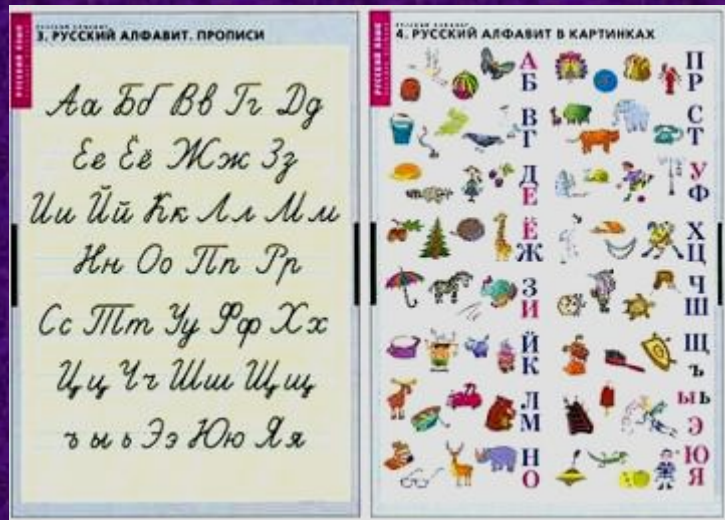 РУССКИЙ ЯЗЫК
3. РУССКИЙ АЛФАВИТ. ПРОПИСИ
Аа Бб Вв Гг Дд
Ее Ёё Жж Зз
Ии Йй Кк Лл Мм
Нн Оо Пп Рр
Сс Тт Уу Фф Хх
Цц Чч Шш Щщ
ъ ы ь Ээ Юю Яя
РУССКИЙ ЯЗЫК
4. РУССКИЙ АЛФАВИТ В КАРТИНКАХ
А
Б
В
Г
Д
Е
Ё
Ж
З
И
Й
К
Л
М
Н
О
П
Р
С
Т
У
Ф
Х
Ц
Ч
Ш
Щ
ъ
ы ь
Э
Ю
Я